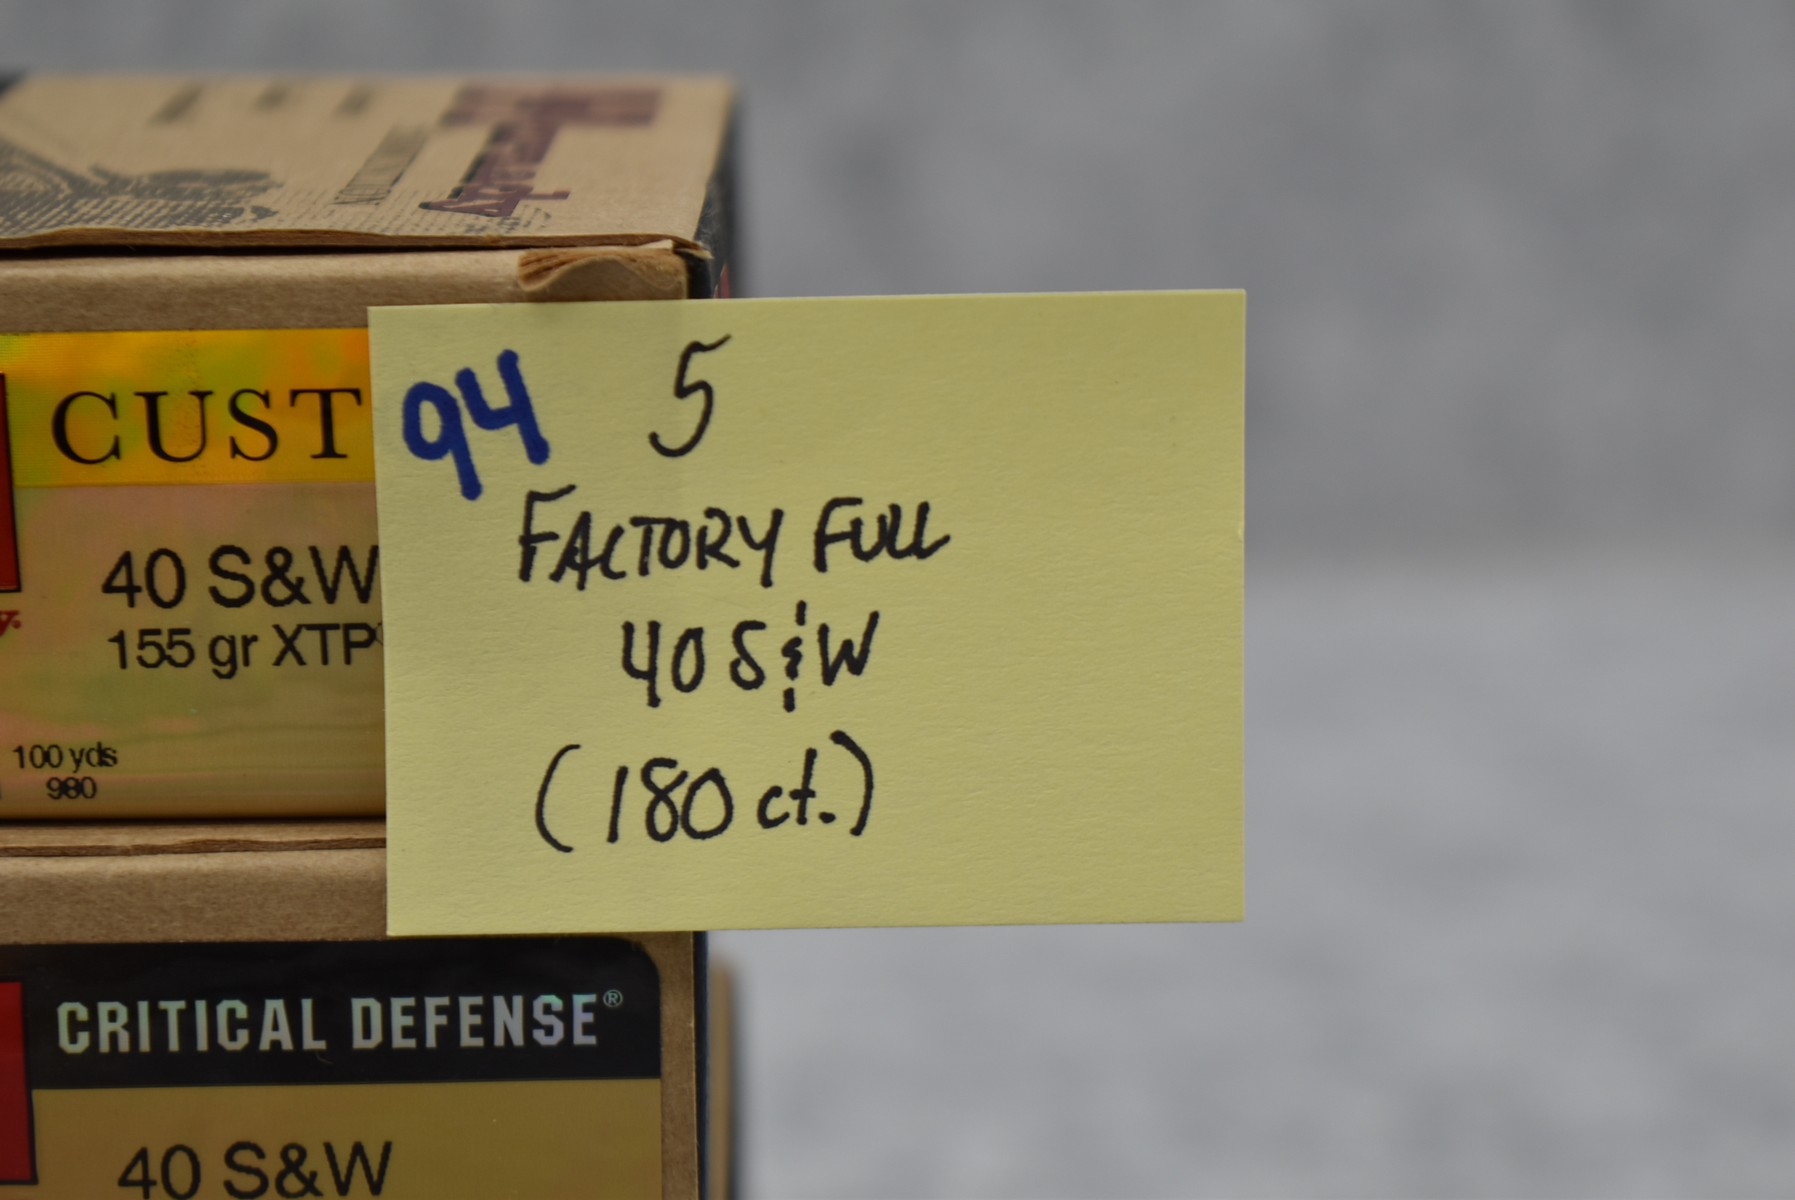 CUST
40 S&W
155 gr XTP
100 yds
980
94 5
FACTORY FULL
40 S&W
(180 ct.)
CRITICAL DEFENSE®
40 S&W